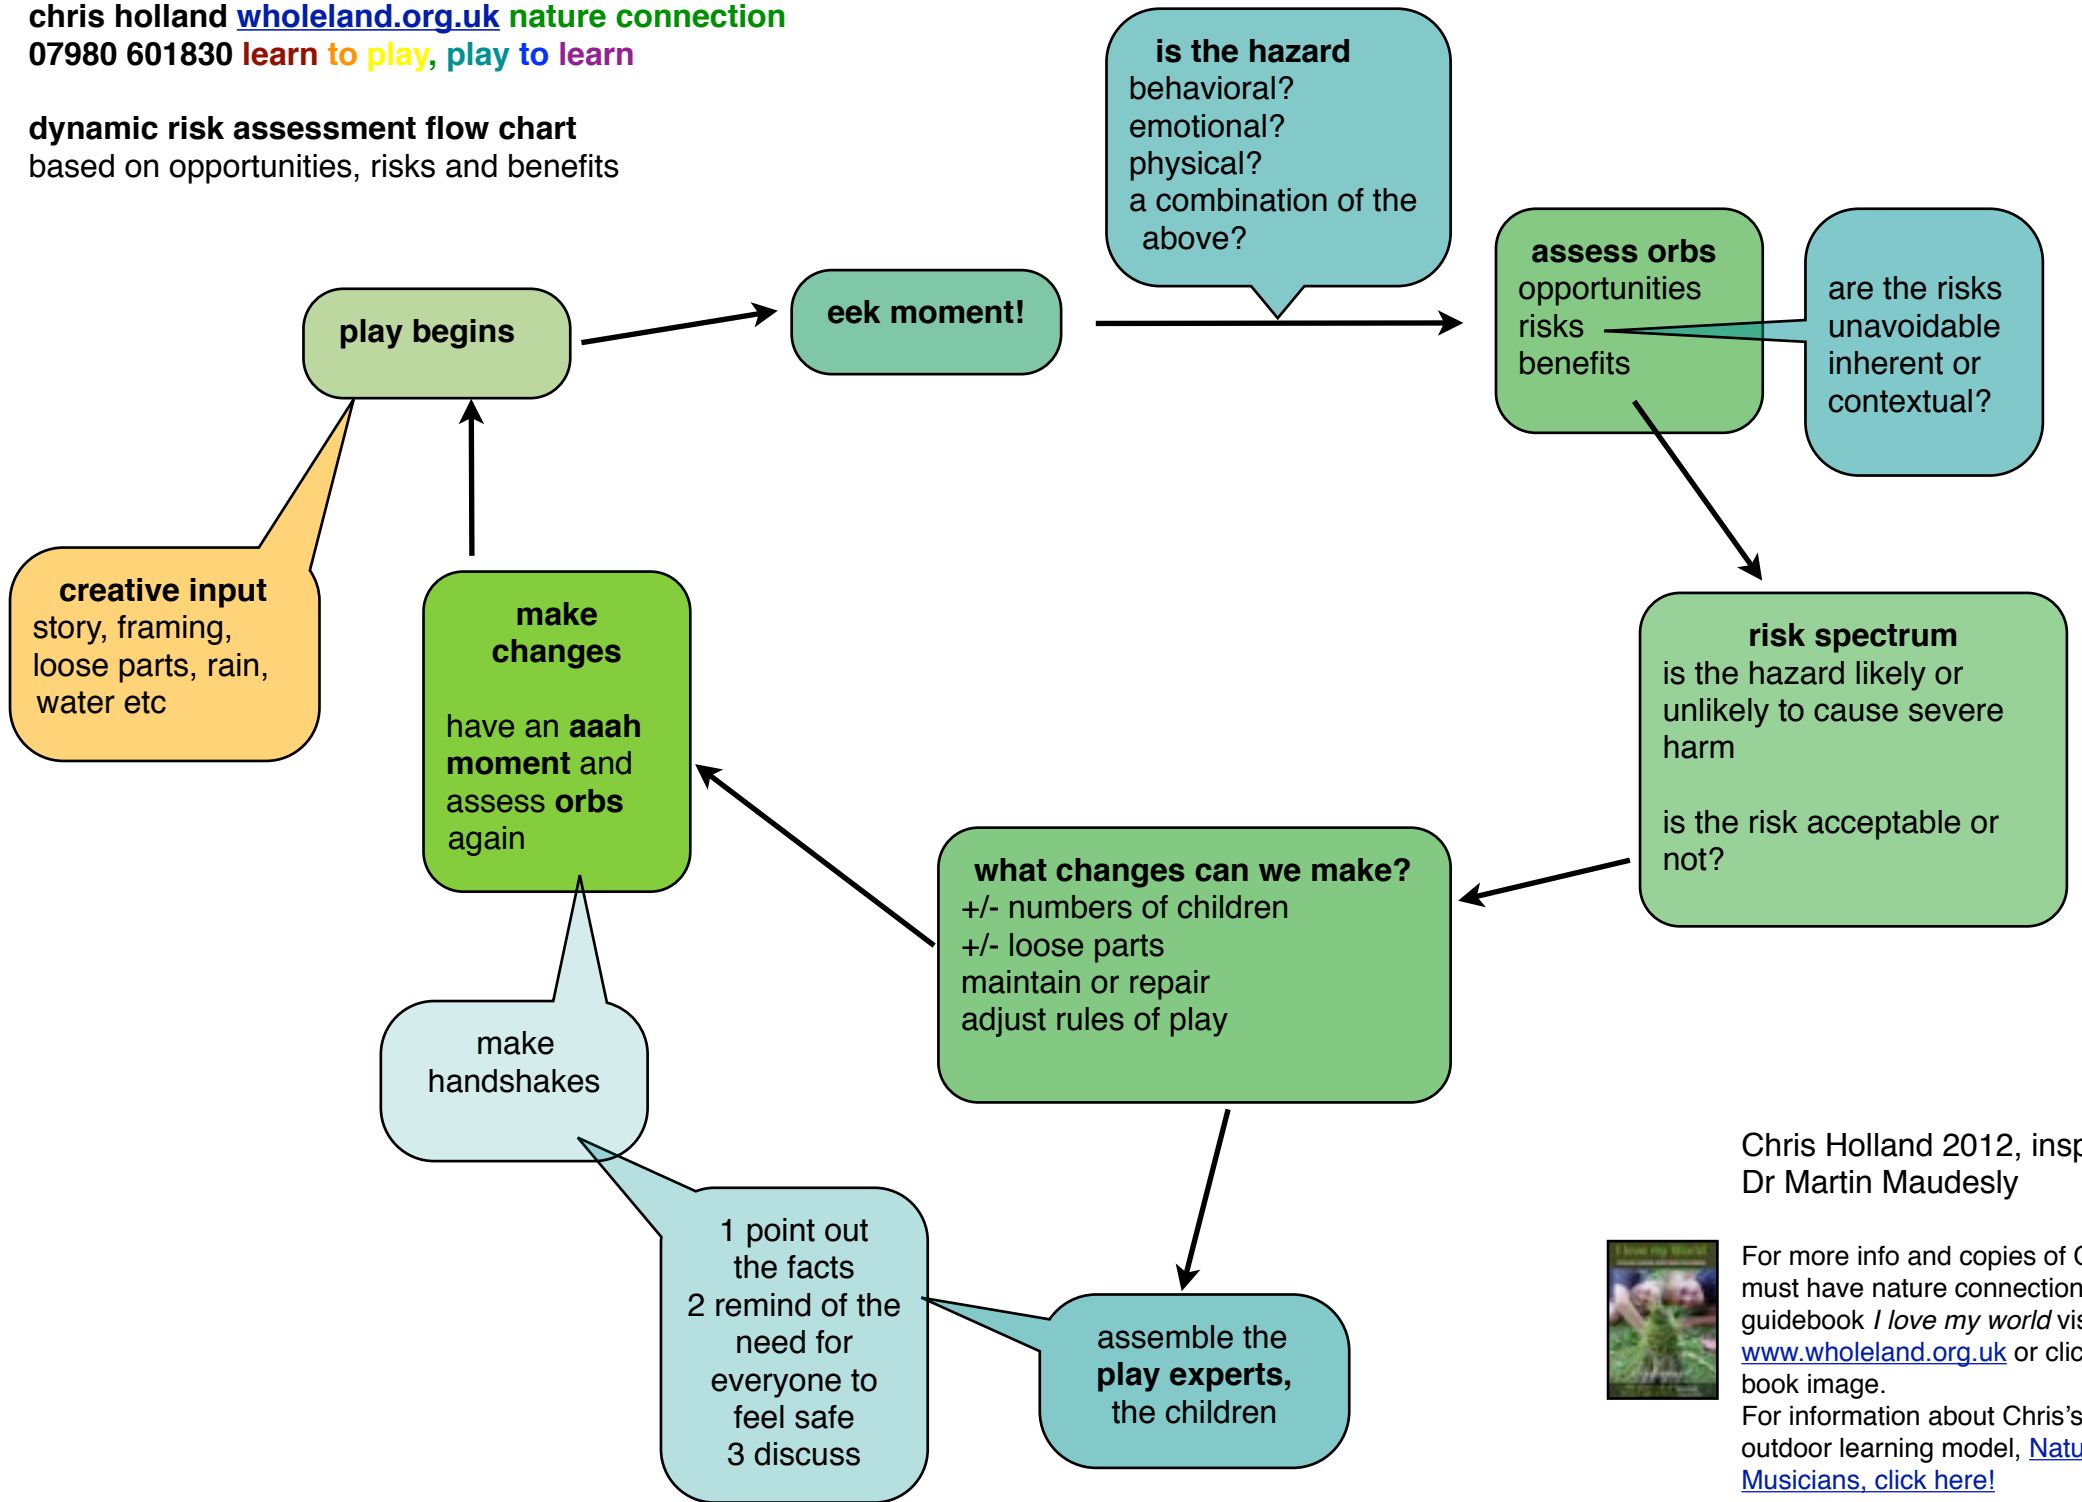 chris holland wholeland.org.uk nature connection
07980 601830 learn to play, play to learn
dynamic risk assessment flow chart
based on opportunities, risks and benefits
is the hazard
behavioral?
emotional?
physical?
a combination of the
above?
assess orbs
opportunities
risks
benefits
are the risks
unavoidable
inherent or
contextual?
play begins
eek moment!
creative input
story, framing,
loose parts, rain,
water etc
make
changes
have an aaah
moment and
assess orbs
again
risk spectrum
is the hazard likely or
unlikely to cause severe
harm
is the risk acceptable or
not?
what changes can we make?
+/- numbers of children
+/- loose parts
maintain or repair
adjust rules of play
make
handshakes
1 point out
the facts
2 remind of the
need for
everyone to
feel safe
3 discuss
assemble the
play experts,
the children
Chris Holland 2012,
Dr Martin Maudesly
I love my World
For more info and copies of
must have nature connection
guidebook I love my world
www.wholeland.org.uk or
book image.
For information about Chris's
outdoor learning model,
Musicians, click here!